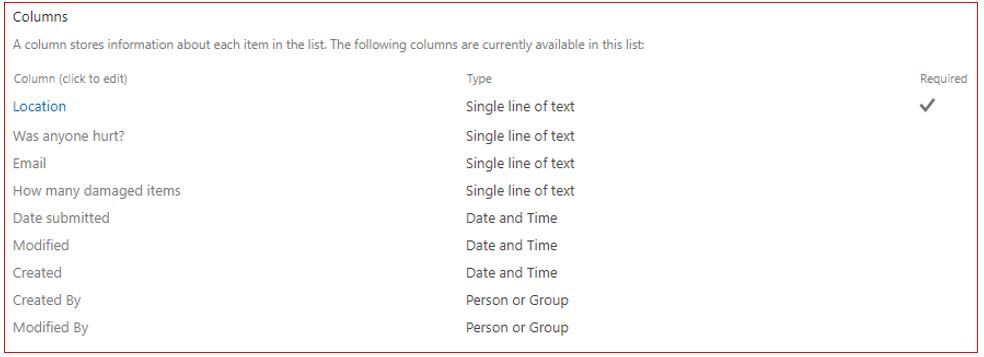 Columns
A column stores information about each item in the list. The following columns are currently available in this list:
Column (click to edit) Type Required
Location Single line of text
Was anyone hurt? Single line of text
Email Single line of text
How many damaged items Single line of text
Date submitted Date and Time
Modified Date and Time
Created Date and Time
Created By Person or Group
Modified By Person or Group